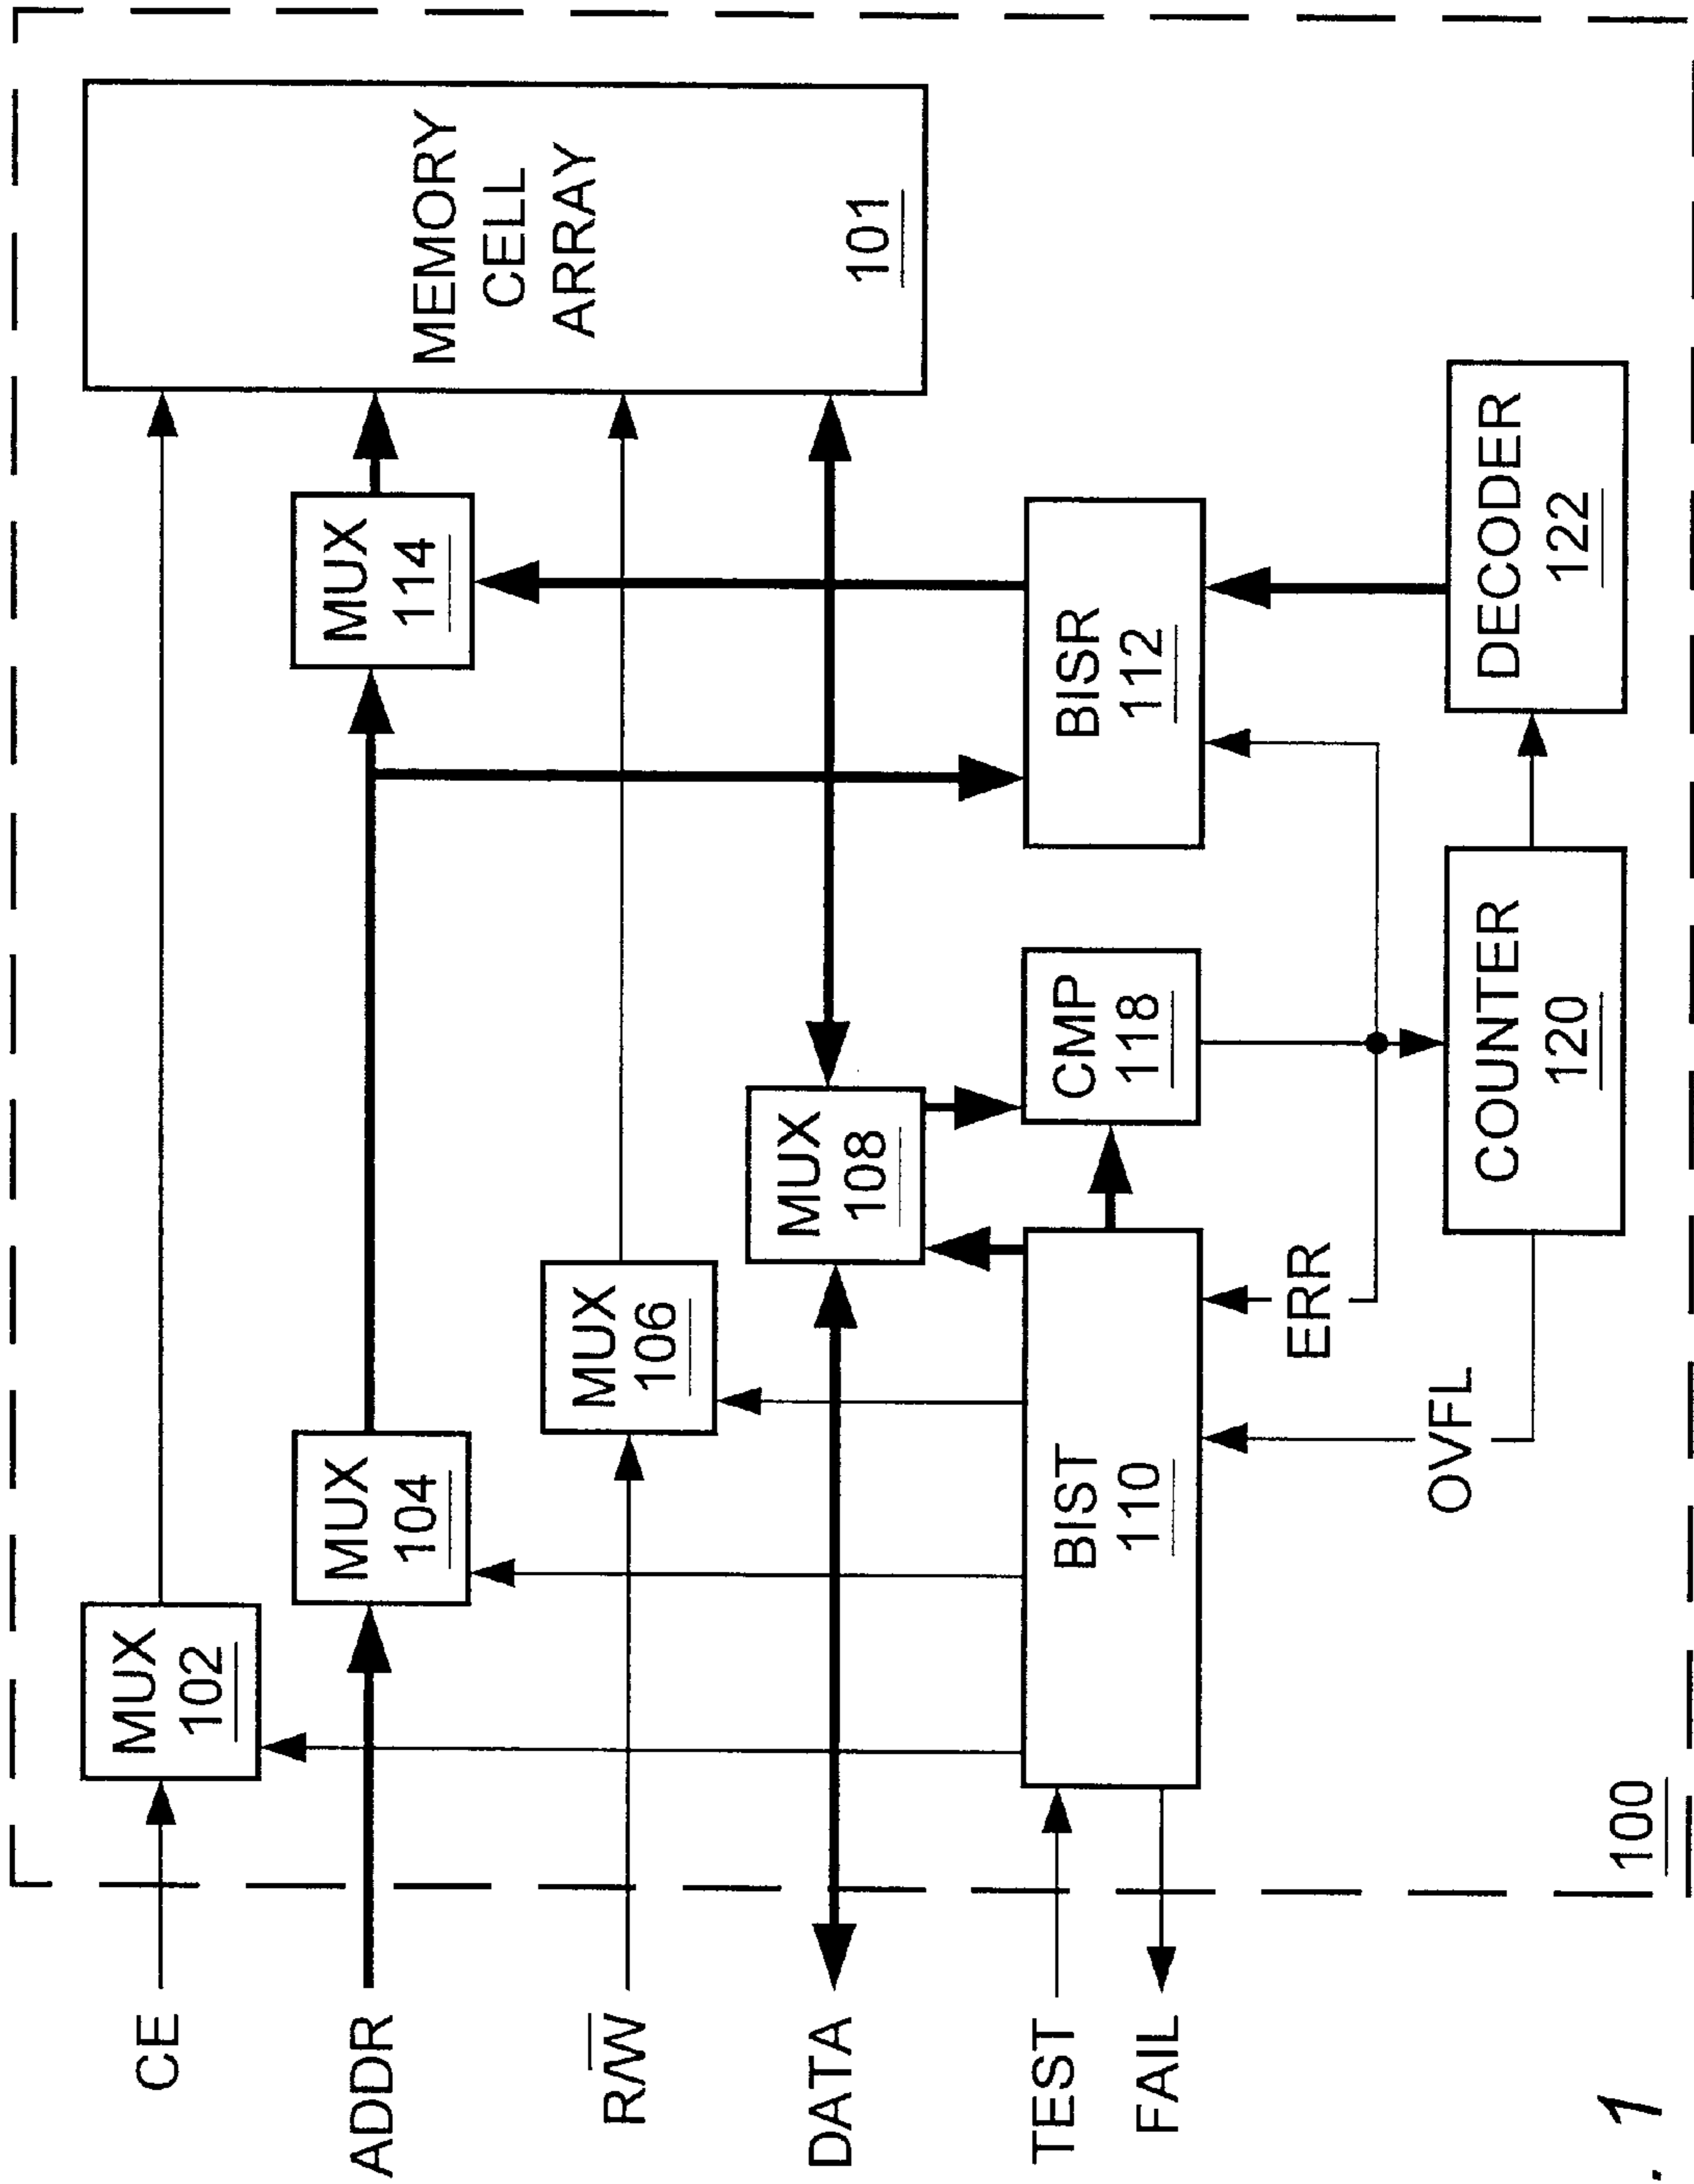 CE
ADDR
R/W̅
DATA
TEST
FAIL
MUX
102
MUX
104
MUX
106
MUX
108
MUX
114
MEMORY
CELL
ARRAY
101
BIST
110
CMP
118
BISR
112
ERR
OVFL
COUNTER
120
DECODER
122
100
. 1